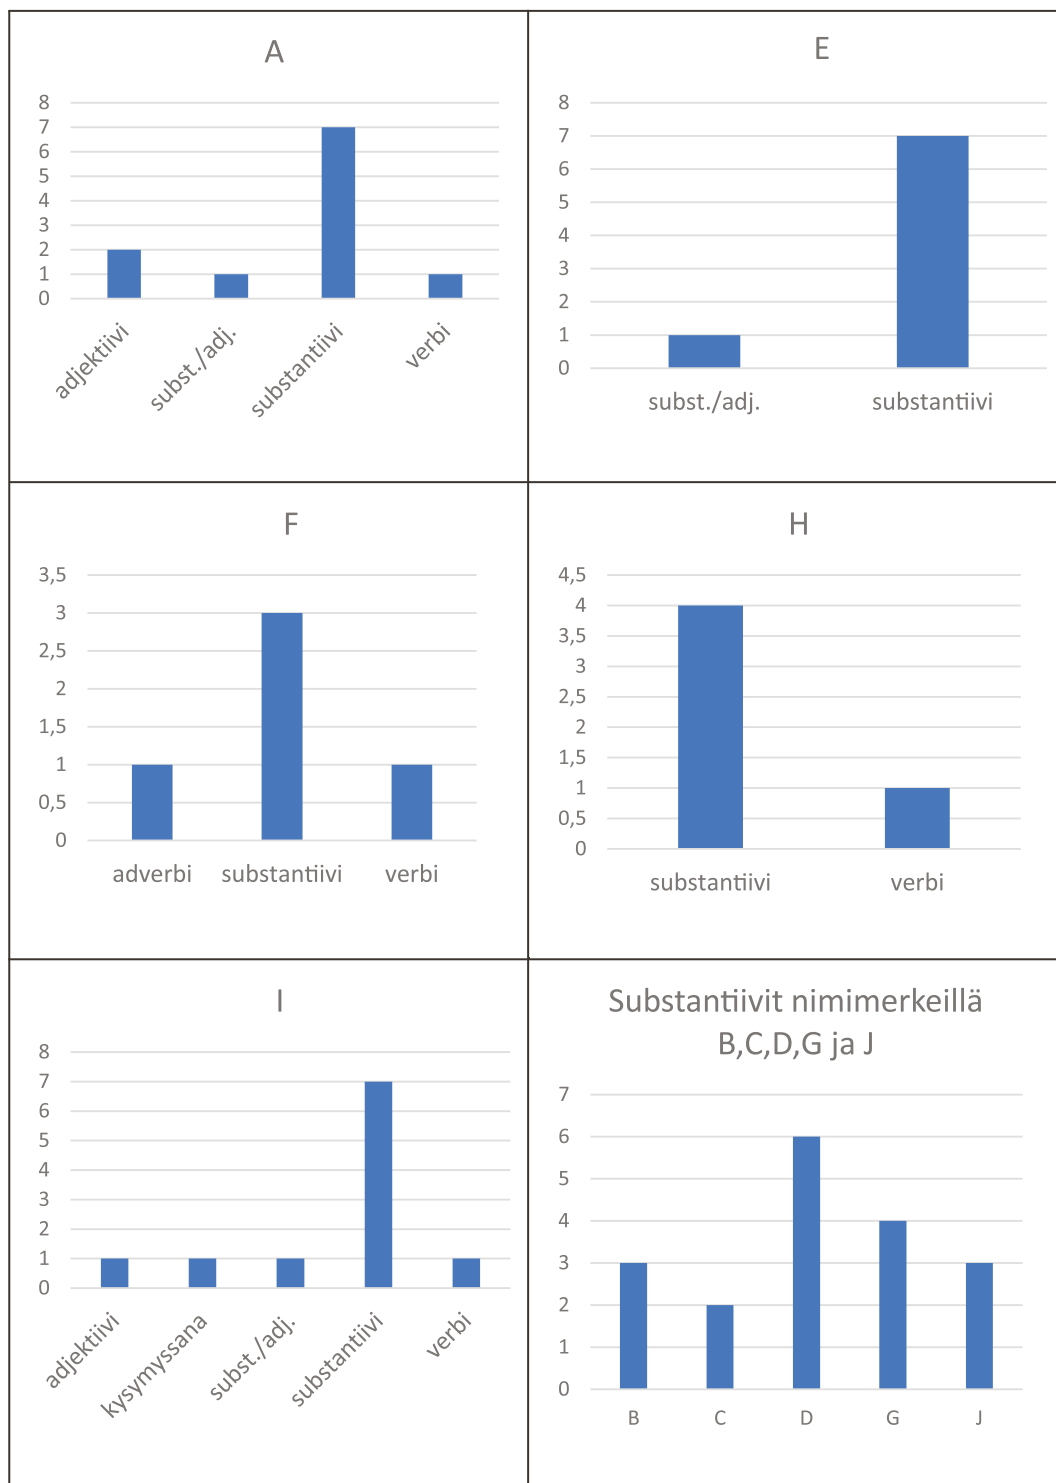 A
8
7
6
5
4
3
2
1
0
adjektiivi
subst./adj.
substantiivi
verbi
E
8
7
6
5
4
3
2
1
0
subst./adj.
substantiivi
F
3,5
3
2,5
2
1,5
1
0,5
0
adverbi
substantiivi
verbi
H
4,5
4
3,5
3
2,5
2
1,5
1
0,5
0
substantiivi
verbi
I
8
7
6
5
4
3
2
1
0
adjektiivi
kysymyssana
subst./adj.
substantiivi
verbi
Substantiivit nimimerkeillä
B,C,D,G ja J
7
6
5
4
3
2
1
0
B
C
D
G
J